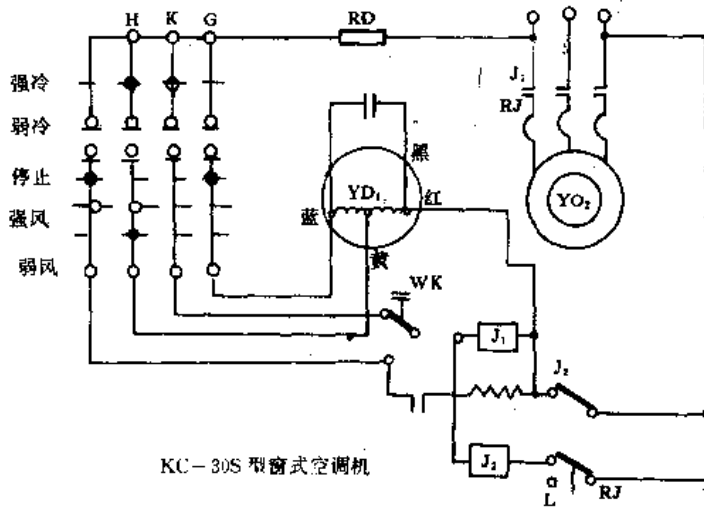 H K G RD
强冷
J₁
RJ
弱冷
黑
停止
YD₁
蓝
红
YO₂
强风
黄
弱风
WK
J₁
J₂
KC-30S 型窗式空调机
J₂
L
RJ